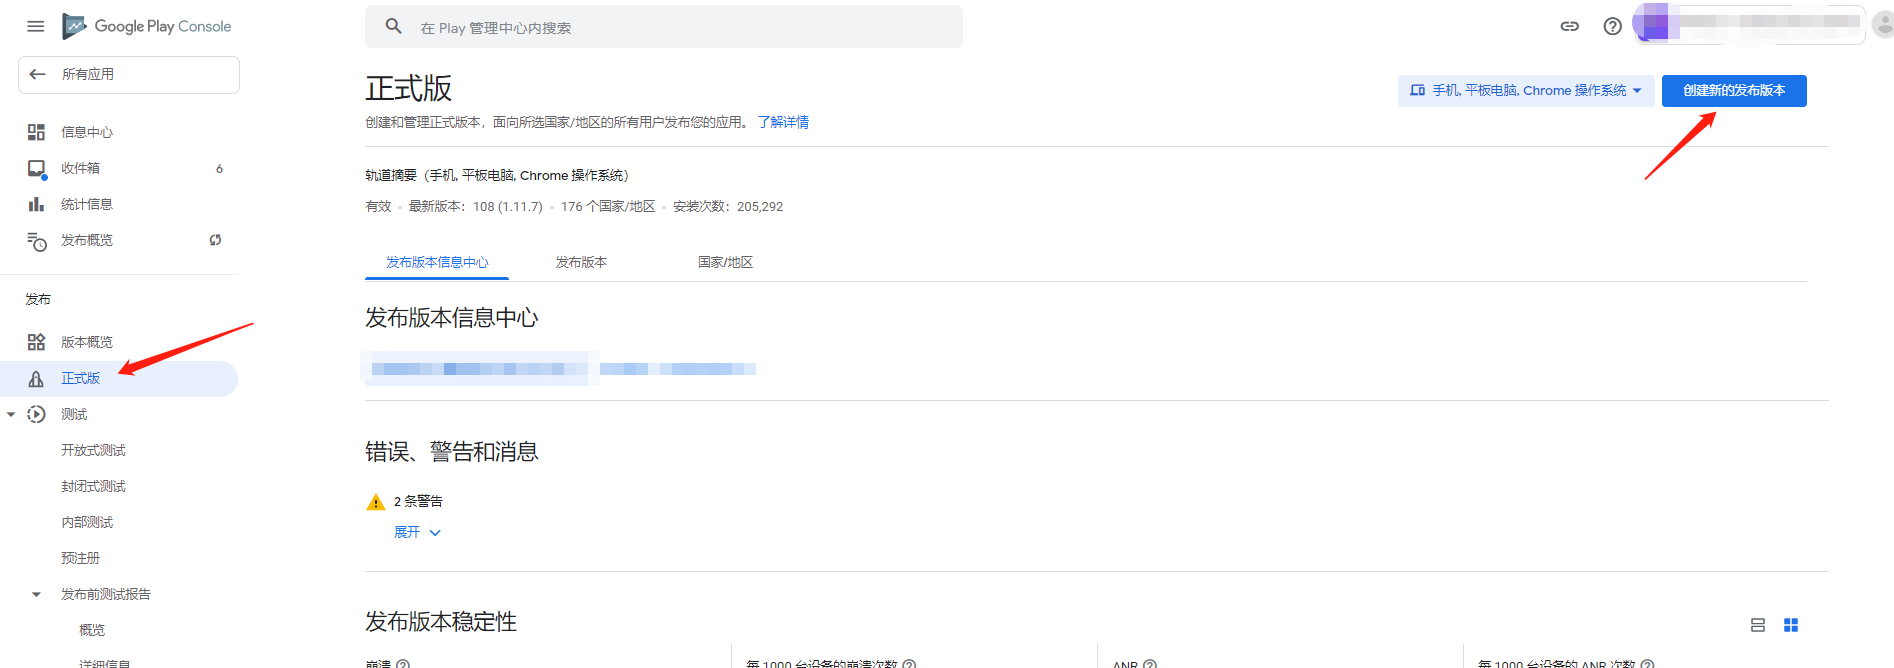 Google Play Console
在 Play 管理中心内搜索
所有应用
信息中心
收件箱 6
统计信息
发布概览
发布
版本概览
正式版
测试
开放式测试
封闭式测试
内部测试
预注册
发布前测试报告
概览
详细信息
正式版
手机, 平板电脑, Chrome 操作系统
创建新的发布版本
创建和管理正式版本，面向所选国家/地区的所有用户发布您的应用。 了解详情
轨道摘要（手机, 平板电脑, Chrome 操作系统）
有效 • 最新版本：108 (1.11.7) • 176 个国家/地区 • 安装次数：205,292
发布版本信息中心 发布版本 国家/地区
发布版本信息中心
错误、警告和消息
2 条警告
展开
发布版本稳定性
崩溃 每 1000 台设备的崩溃次数 ANR 每 1000 台设备的 ANR 次数